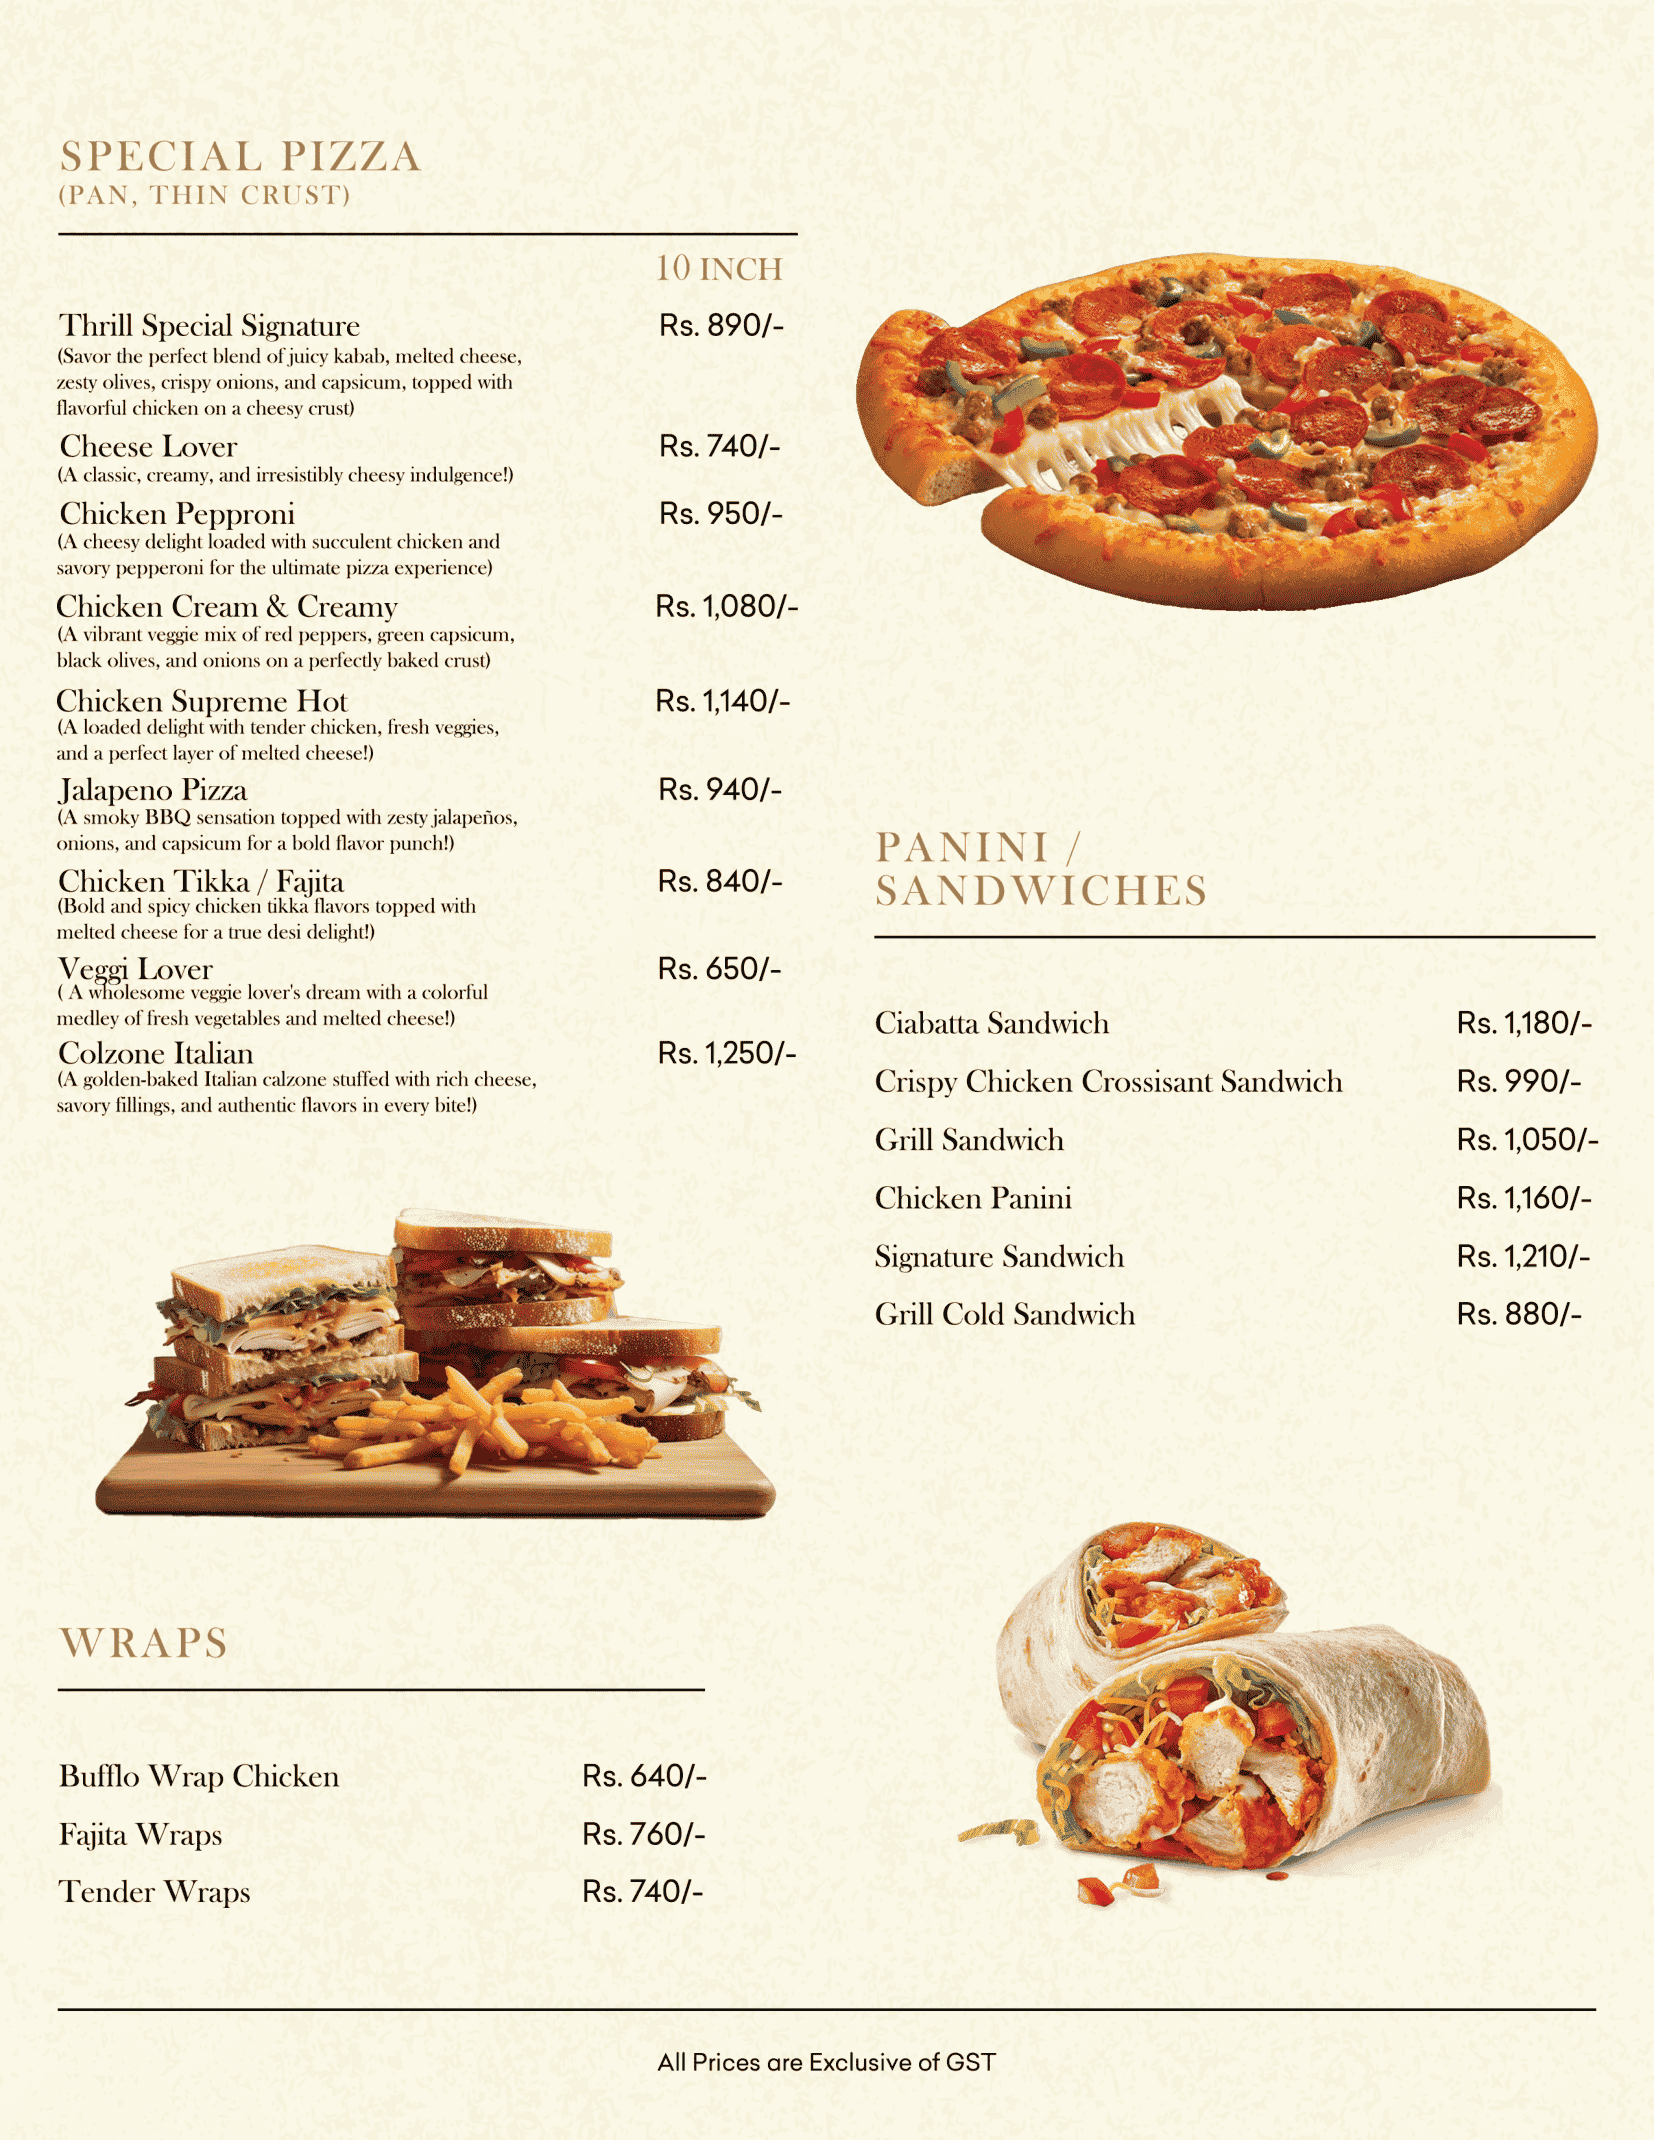 SPECIAL PIZZA
(PAN, THIN CRUST)
10 INCH
Thrill Special Signature Rs. 890/-
(Savor the perfect blend of juicy kabab, melted cheese,
zesty olives, crispy onions, and capsicum, topped with
flavorful chicken on a cheesy crust)
Cheese Lover Rs. 740/-
(A classic, creamy, and irresistibly cheesy indulgence!)
Chicken Pepproni Rs. 950/-
(A cheesy delight loaded with succulent chicken and
savory pepperoni for the ultimate pizza experience)
Chicken Cream & Creamy Rs. 1,080/-
(A vibrant veggie mix of red peppers, green capsicum,
black olives, and onions on a perfectly baked crust)
Chicken Supreme Hot Rs. 1,140/-
(A loaded delight with tender chicken, fresh veggies,
and a perfect layer of melted cheese!)
Jalapeno Pizza Rs. 940/-
(A smoky BBQ sensation topped with zesty jalapeños,
onions, and capsicum for a bold flavor punch!)
Chicken Tikka / Fajita Rs. 840/-
(Bold and spicy chicken tikka flavors topped with
melted cheese for a true desi delight!)
Veggi Lover Rs. 650/-
( A wholesome veggie lover's dream with a colorful
medley of fresh vegetables and melted cheese!)
Colzone Italian Rs. 1,250/-
(A golden-baked Italian calzone stuffed with rich cheese,
savory fillings, and authentic flavors in every bite!)
PANINI /
SANDWICHES
Ciabatta Sandwich Rs. 1,180/-
Crispy Chicken Crossisant Sandwich Rs. 990/-
Grill Sandwich Rs. 1,050/-
Chicken Panini Rs. 1,160/-
Signature Sandwich Rs. 1,210/-
Grill Cold Sandwich Rs. 880/-
WRAPS
Bufflo Wrap Chicken Rs. 640/-
Fajita Wraps Rs. 760/-
Tender Wraps Rs. 740/-
All Prices are Exclusive of GST